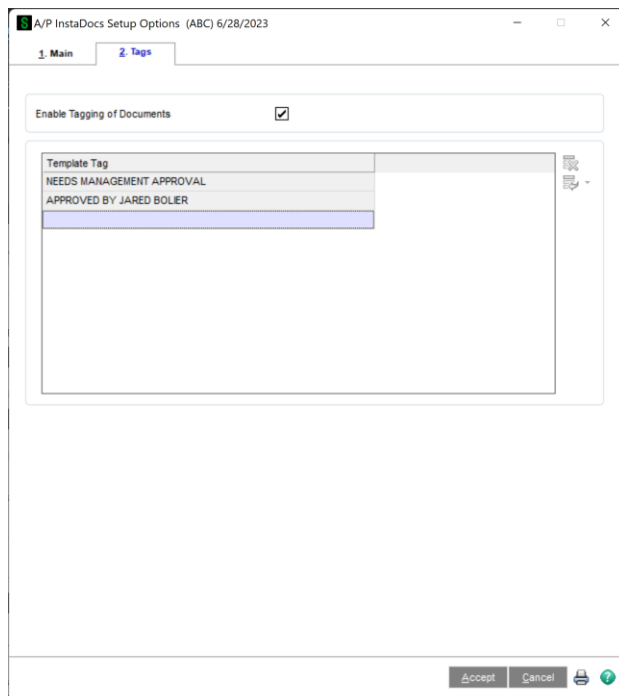 S A/P InstaDocs Setup Options (ABC) 6/28/2023
1. Main 2. Tags
Enable Tagging of Documents
Template Tag
NEEDS MANAGEMENT APPROVAL
APPROVED BY JARED BOLIER
Accept Cancel ?